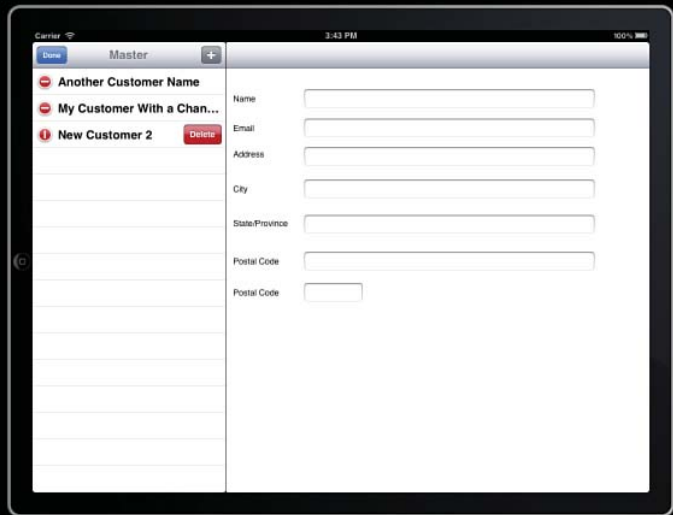 Carrier 3:43 PM 100%
Done Master +
Another Customer Name
My Customer With a Chan...
New Customer 2 Delete
Name
Email
Address
City
State/Province
Postal Code
Postal Code